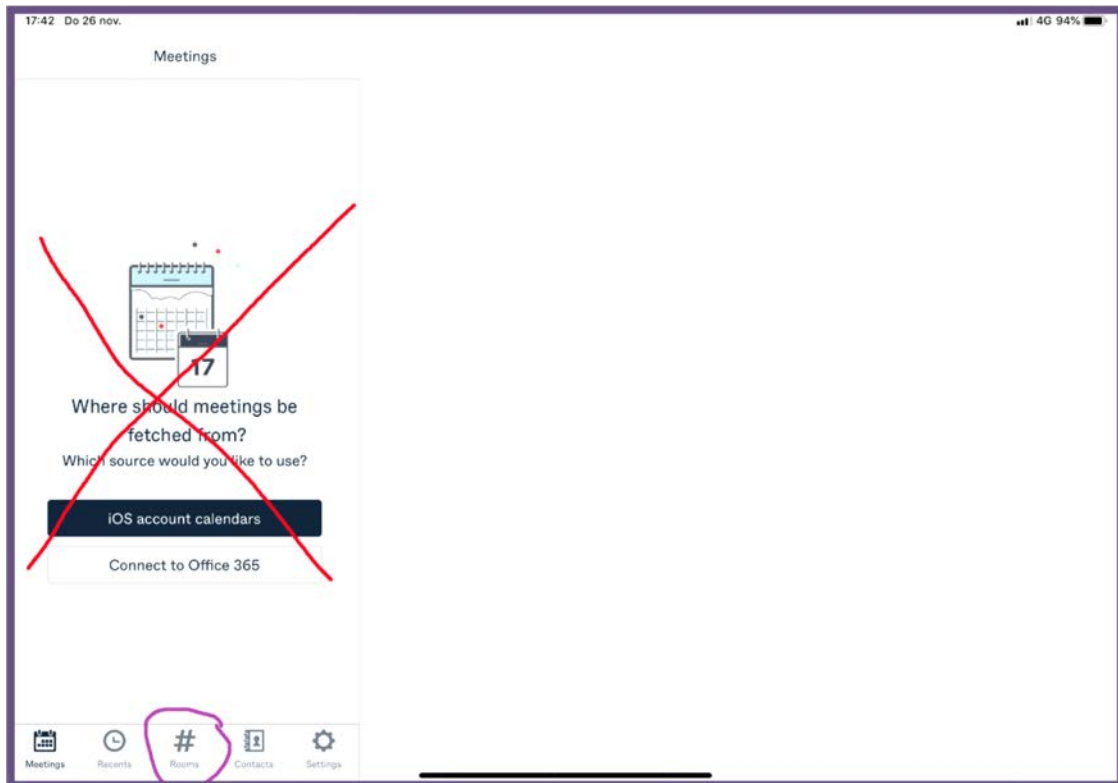 17:42 Do 26 nov.
4G 94%
Meetings
17
Where should meetings be
fetched from?
Which source would you like to use?
iOS account calendars
Connect to Office 365
Meetings Recents Rooms Contacts Settings